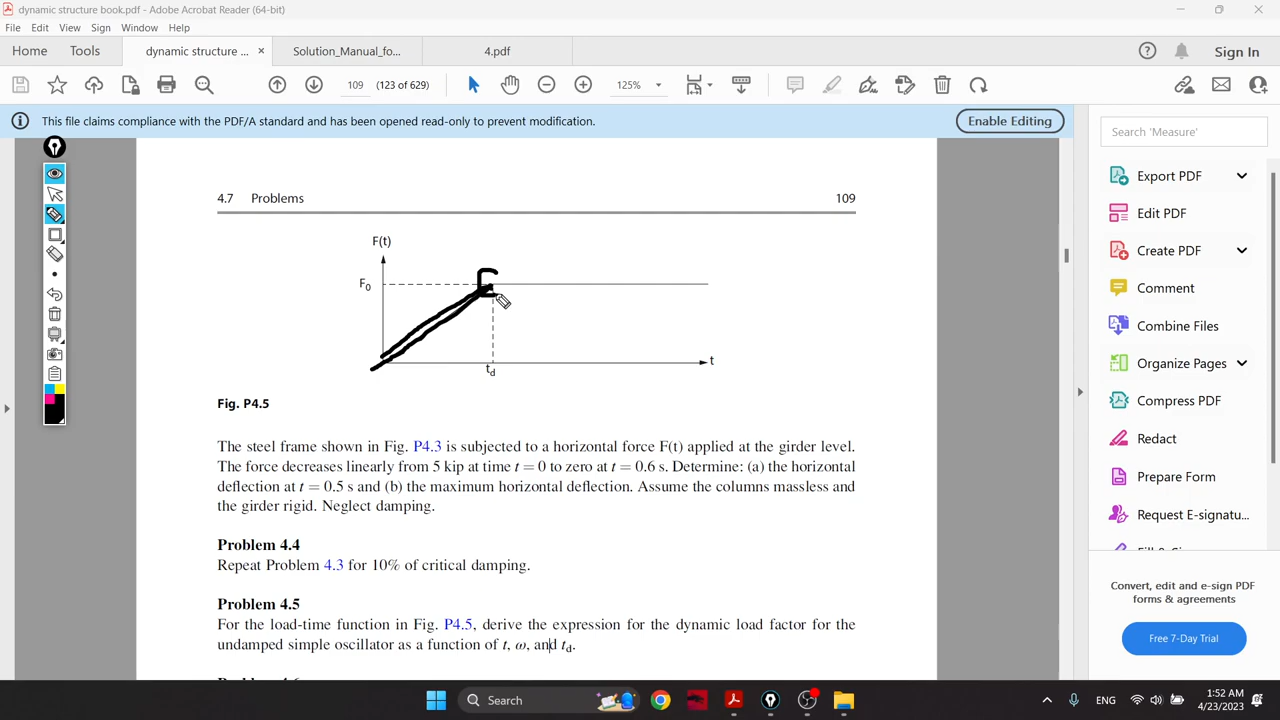 dynamic structure book.pdf - Adobe Acrobat Reader (64-bit)
File Edit View Sign Window Help
Home Tools dynamic structure ... × Solution_Manual_fo... 4.pdf Sign In
109 (123 of 629) 125%
This file claims compliance with the PDF/A standard and has been opened read-only to prevent modification. Enable Editing
Search 'Measure'
Export PDF
Edit PDF
Create PDF
Comment
Combine Files
Organize Pages
Compress PDF
Redact
Prepare Form
Request E-signatu...
Convert, edit and e-sign PDF
forms & agreements
Free 7-Day Trial
4.7 Problems 109
F(t)
F₀
t
t_d
Fig. P4.5
The steel frame shown in Fig. P4.3 is subjected to a horizontal force F(t) applied at the girder level.
The force decreases linearly from 5 kip at time t = 0 to zero at t = 0.6 s. Determine: (a) the horizontal
deflection at t = 0.5 s and (b) the maximum horizontal deflection. Assume the columns massless and
the girder rigid. Neglect damping.
Problem 4.4
Repeat Problem 4.3 for 10% of critical damping.
Problem 4.5
For the load-time function in Fig. P4.5, derive the expression for the dynamic load factor for the
undamped simple oscillator as a function of t, ω, and t_d.
Search
ENG
1:52 AM
4/23/2023